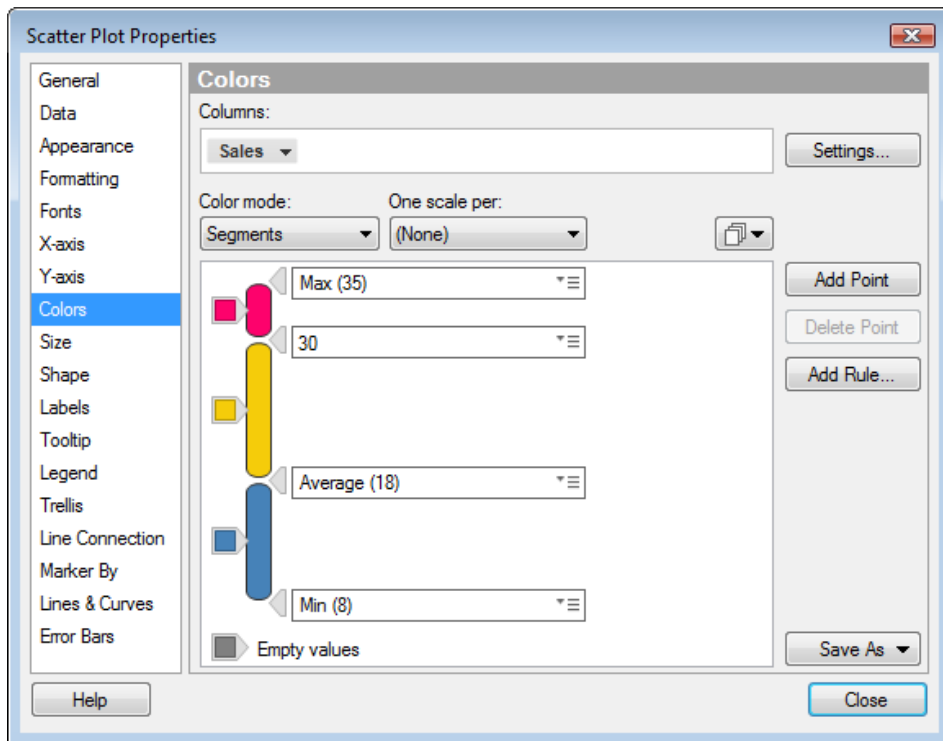 Scatter Plot Properties
General
Data
Appearance
Formatting
Fonts
X-axis
Y-axis
Colors
Size
Shape
Labels
Tooltip
Legend
Trellis
Line Connection
Marker By
Lines & Curves
Error Bars
Colors
Columns:
Sales
Settings...
Color mode:
One scale per:
Segments
(None)
Max (35)
30
Average (18)
Min (8)
Empty values
Add Point
Delete Point
Add Rule...
Save As
Help
Close